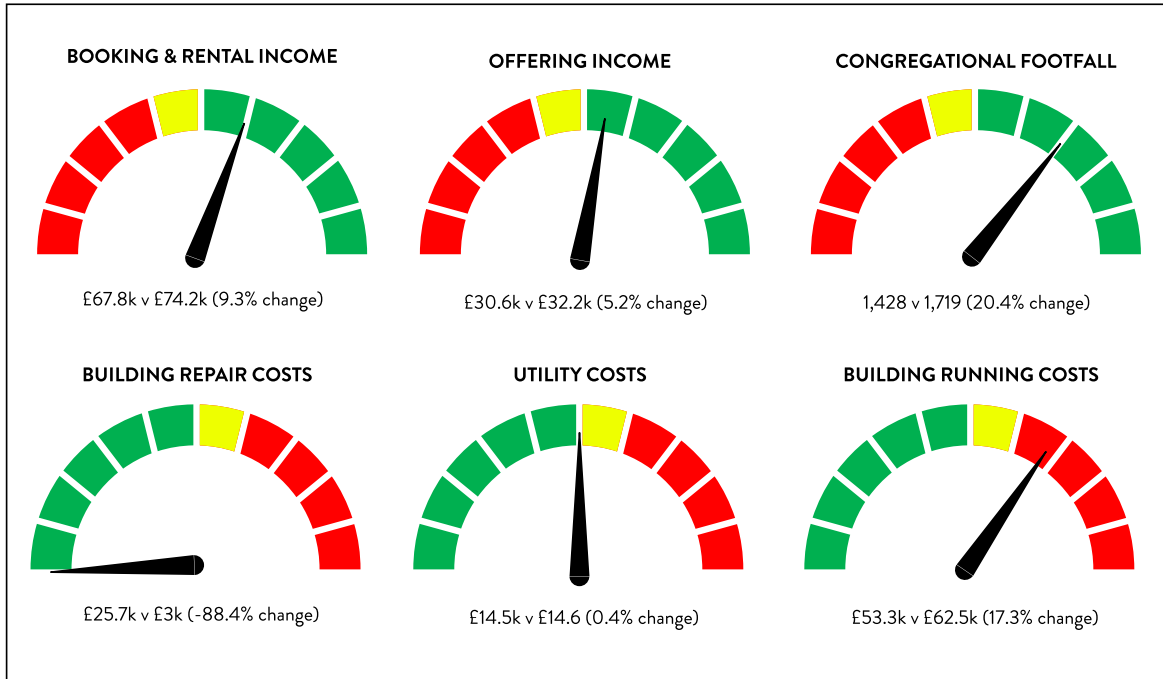 BOOKING & RENTAL INCOME
£67.8k v £74.2k (9.3% change)
OFFERING INCOME
£30.6k v £32.2k (5.2% change)
CONGREGATIONAL FOOTFALL
1,428 v 1,719 (20.4% change)
BUILDING REPAIR COSTS
£25.7k v £3k (-88.4% change)
UTILITY COSTS
£14.5k v £14.6 (0.4% change)
BUILDING RUNNING COSTS
£53.3k v £62.5k (17.3% change)